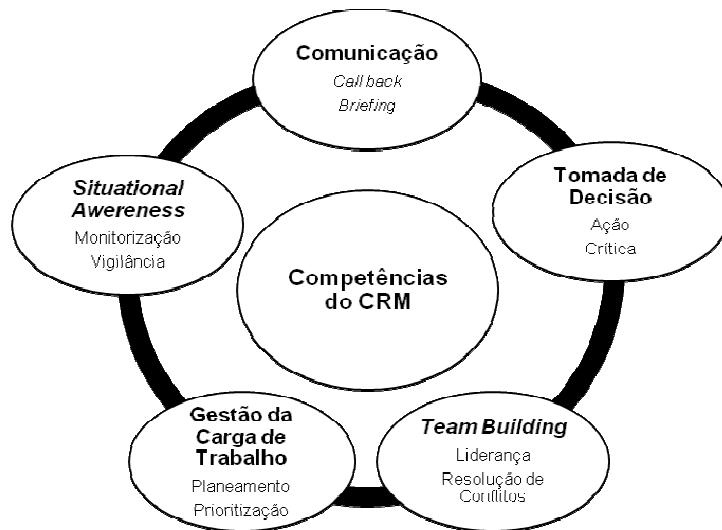 Comunicação
Call back
Briefing
Situational
Awereness
Monitorização
Vigilância
Tomada de
Decisão
Ação
Crítica
Competências
do CRM
Gestão da
Carga de
Trabalho
Planeamento
Prioritização
Team Building
Liderança
Resolução de
Conflitos